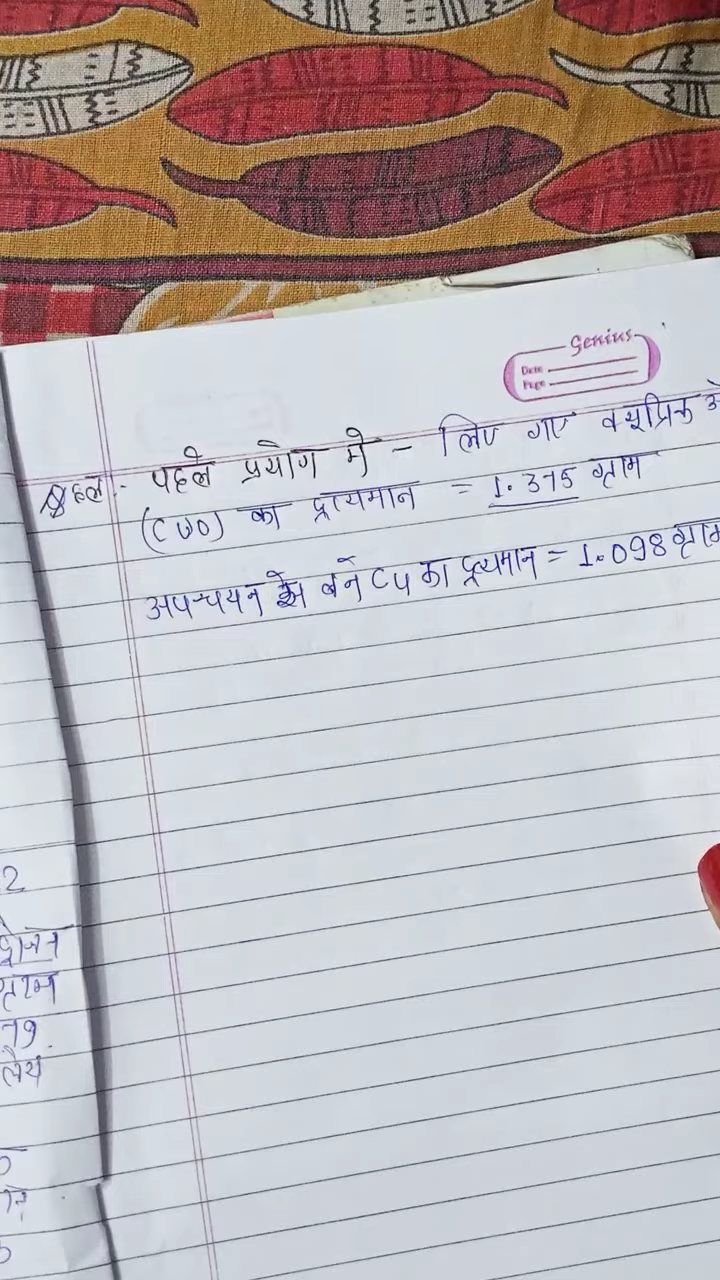 Genius
Date
Page
हल :- पहले प्रयोग मे - लिए गए क्यूप्रिक
(CuO) का द्रव्यमान = 1.375 ग्राम
अपचयन से बने Cu का द्रव्यमान = 1.098 ग्राम
2